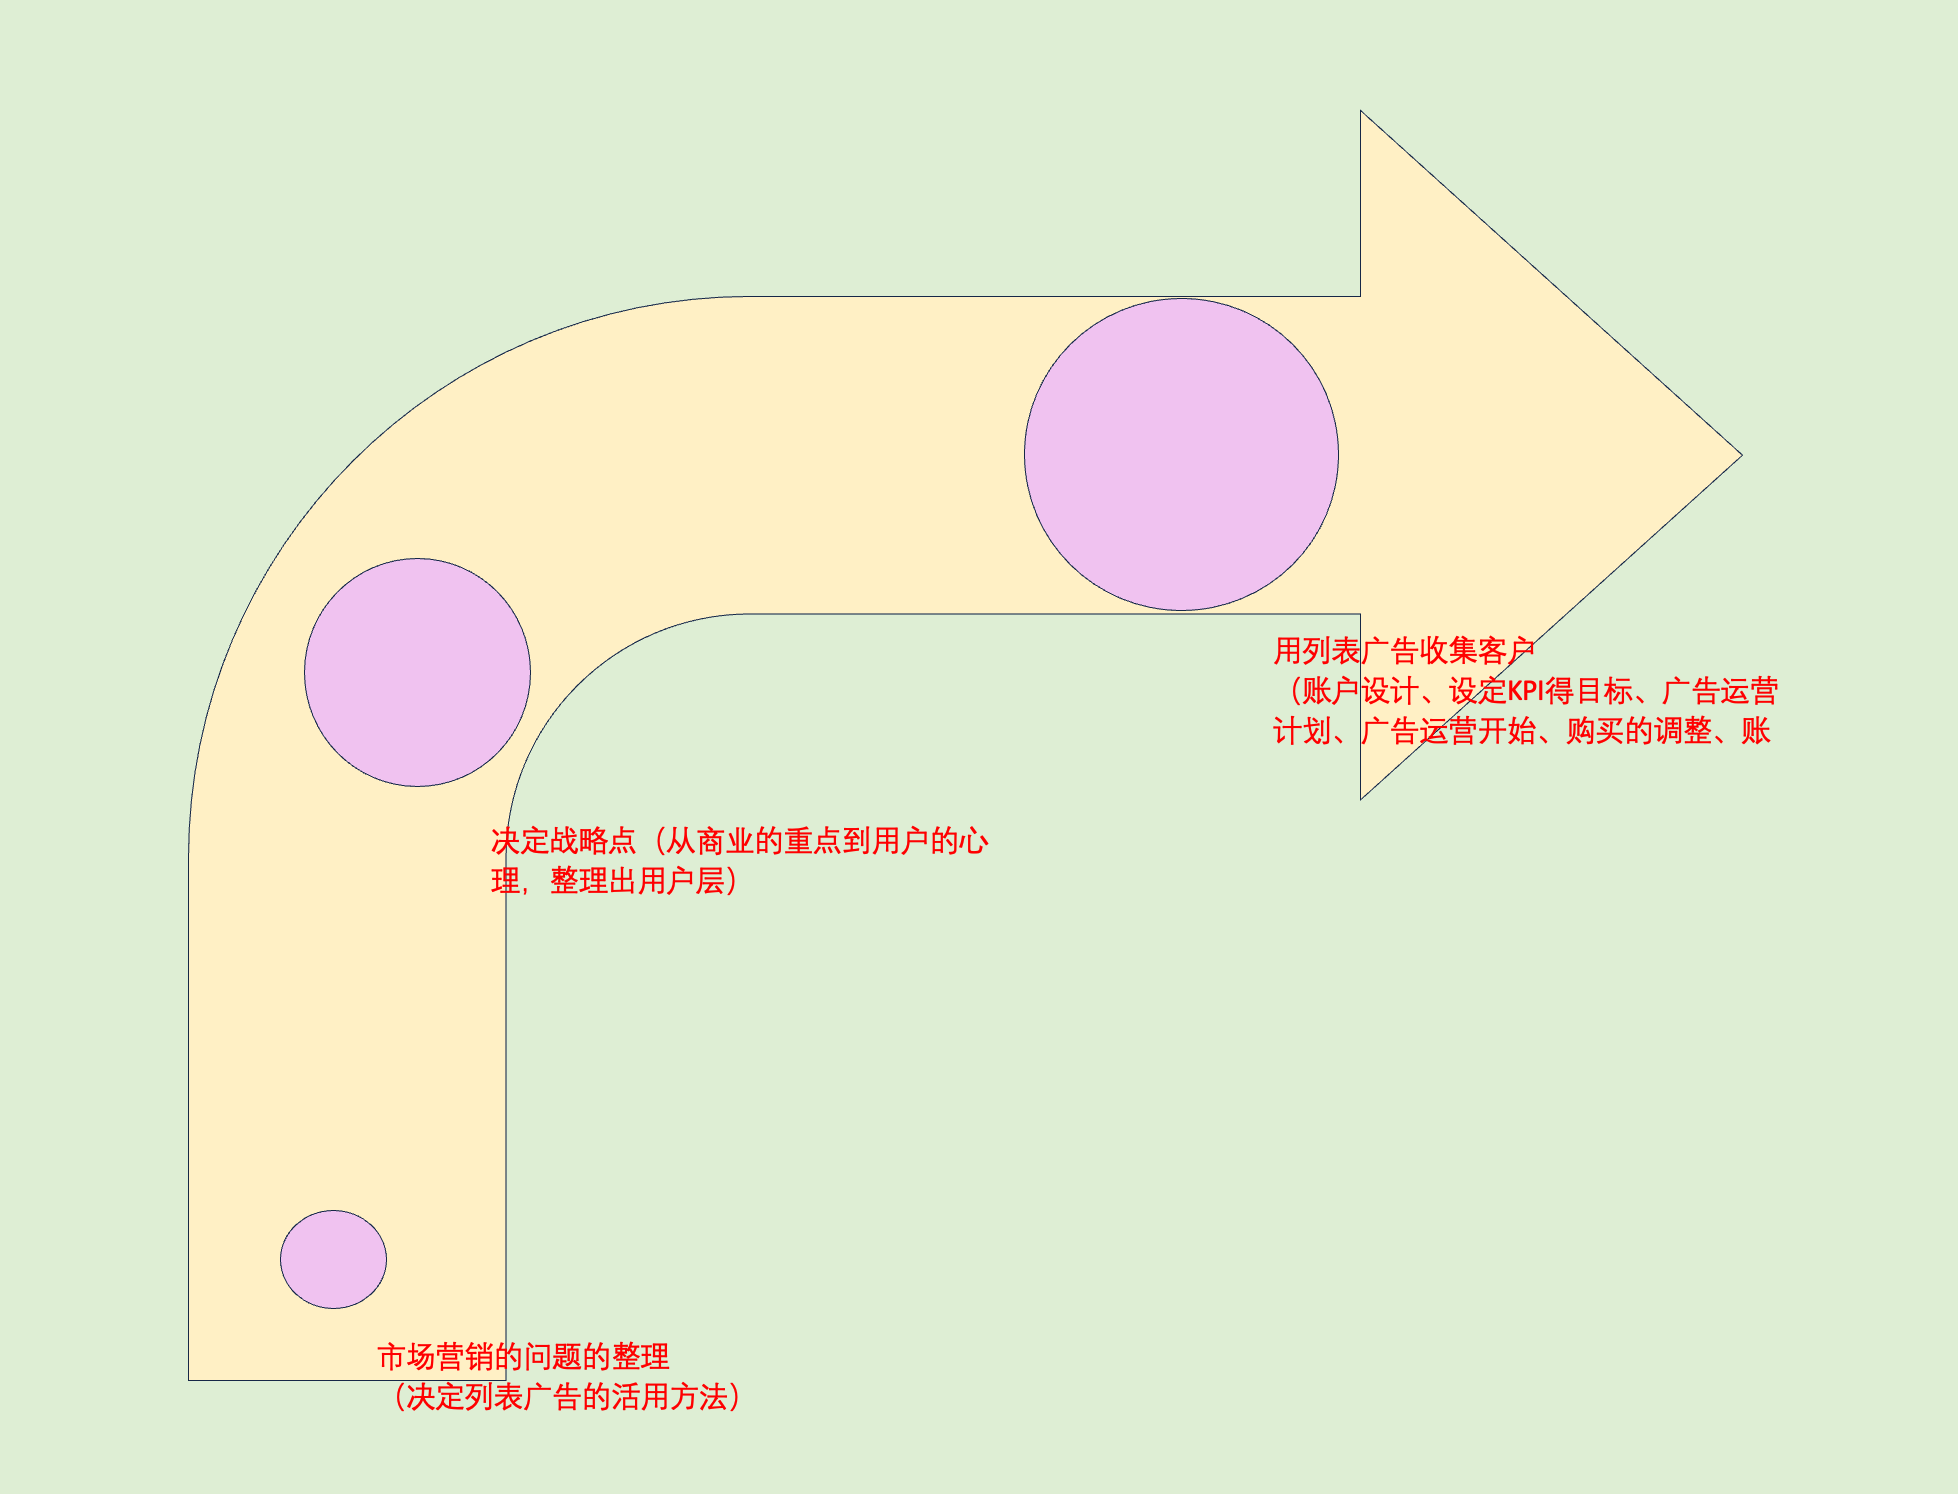 用列表广告收集客户
（账户设计、设定KPI得目标、广告运营
计划、广告运营开始、购买的调整、账
决定战略点（从商业的重点到用户的心
理，整理出用户层）
市场营销的问题的整理
（决定列表广告的活用方法）